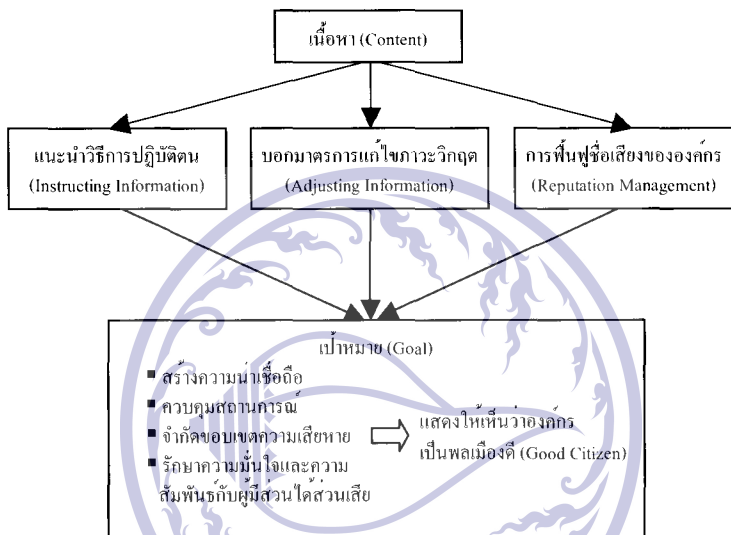 เนื้อหา (Content)
แนะนำวิธีการปฏิบัติตน
(Instructing Information)
บอกมาตรการแก้ไขภาวะวิกฤต
(Adjusting Information)
การฟื้นฟูชื่อเสียงขององค์กร
(Reputation Management)
เป้าหมาย (Goal)
▪ สร้างความน่าเชื่อถือ
▪ ควบคุมสถานการณ์
▪ จำกัดขอบเขตความเสียหาย
▪ รักษาความมั่นใจและความ
สัมพันธ์กับผู้มีส่วนได้ส่วนเสีย
แสดงให้เห็นว่าองค์กร
เป็นพลเมืองดี (Good Citizen)